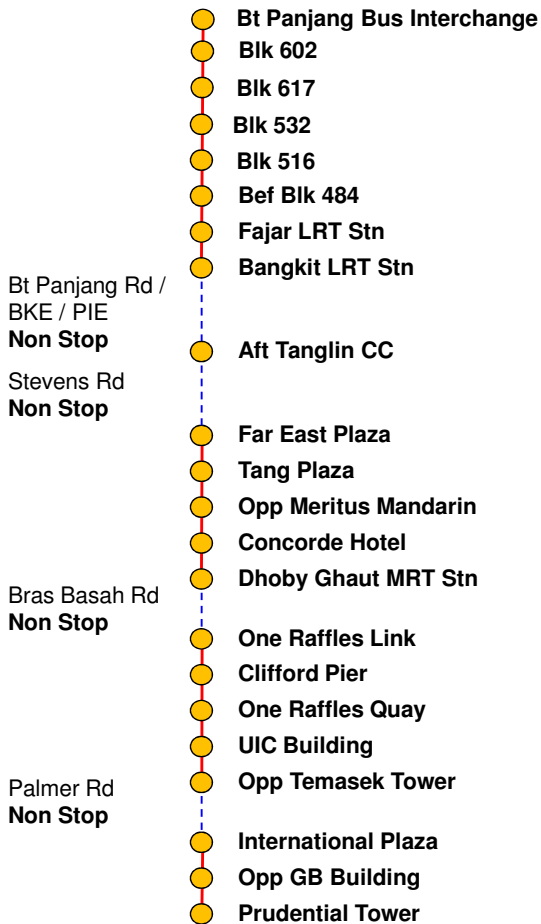 Bt Panjang Bus Interchange
Blk 602
Blk 617
Blk 532
Blk 516
Bef Blk 484
Fajar LRT Stn
Bangkit LRT Stn
Bt Panjang Rd /
BKE / PIE
Non Stop
Aft Tanglin CC
Stevens Rd
Non Stop
Far East Plaza
Tang Plaza
Opp Meritus Mandarin
Concorde Hotel
Dhoby Ghaut MRT Stn
Bras Basah Rd
Non Stop
One Raffles Link
Clifford Pier
One Raffles Quay
UIC Building
Opp Temasek Tower
Palmer Rd
Non Stop
International Plaza
Opp GB Building
Prudential Tower